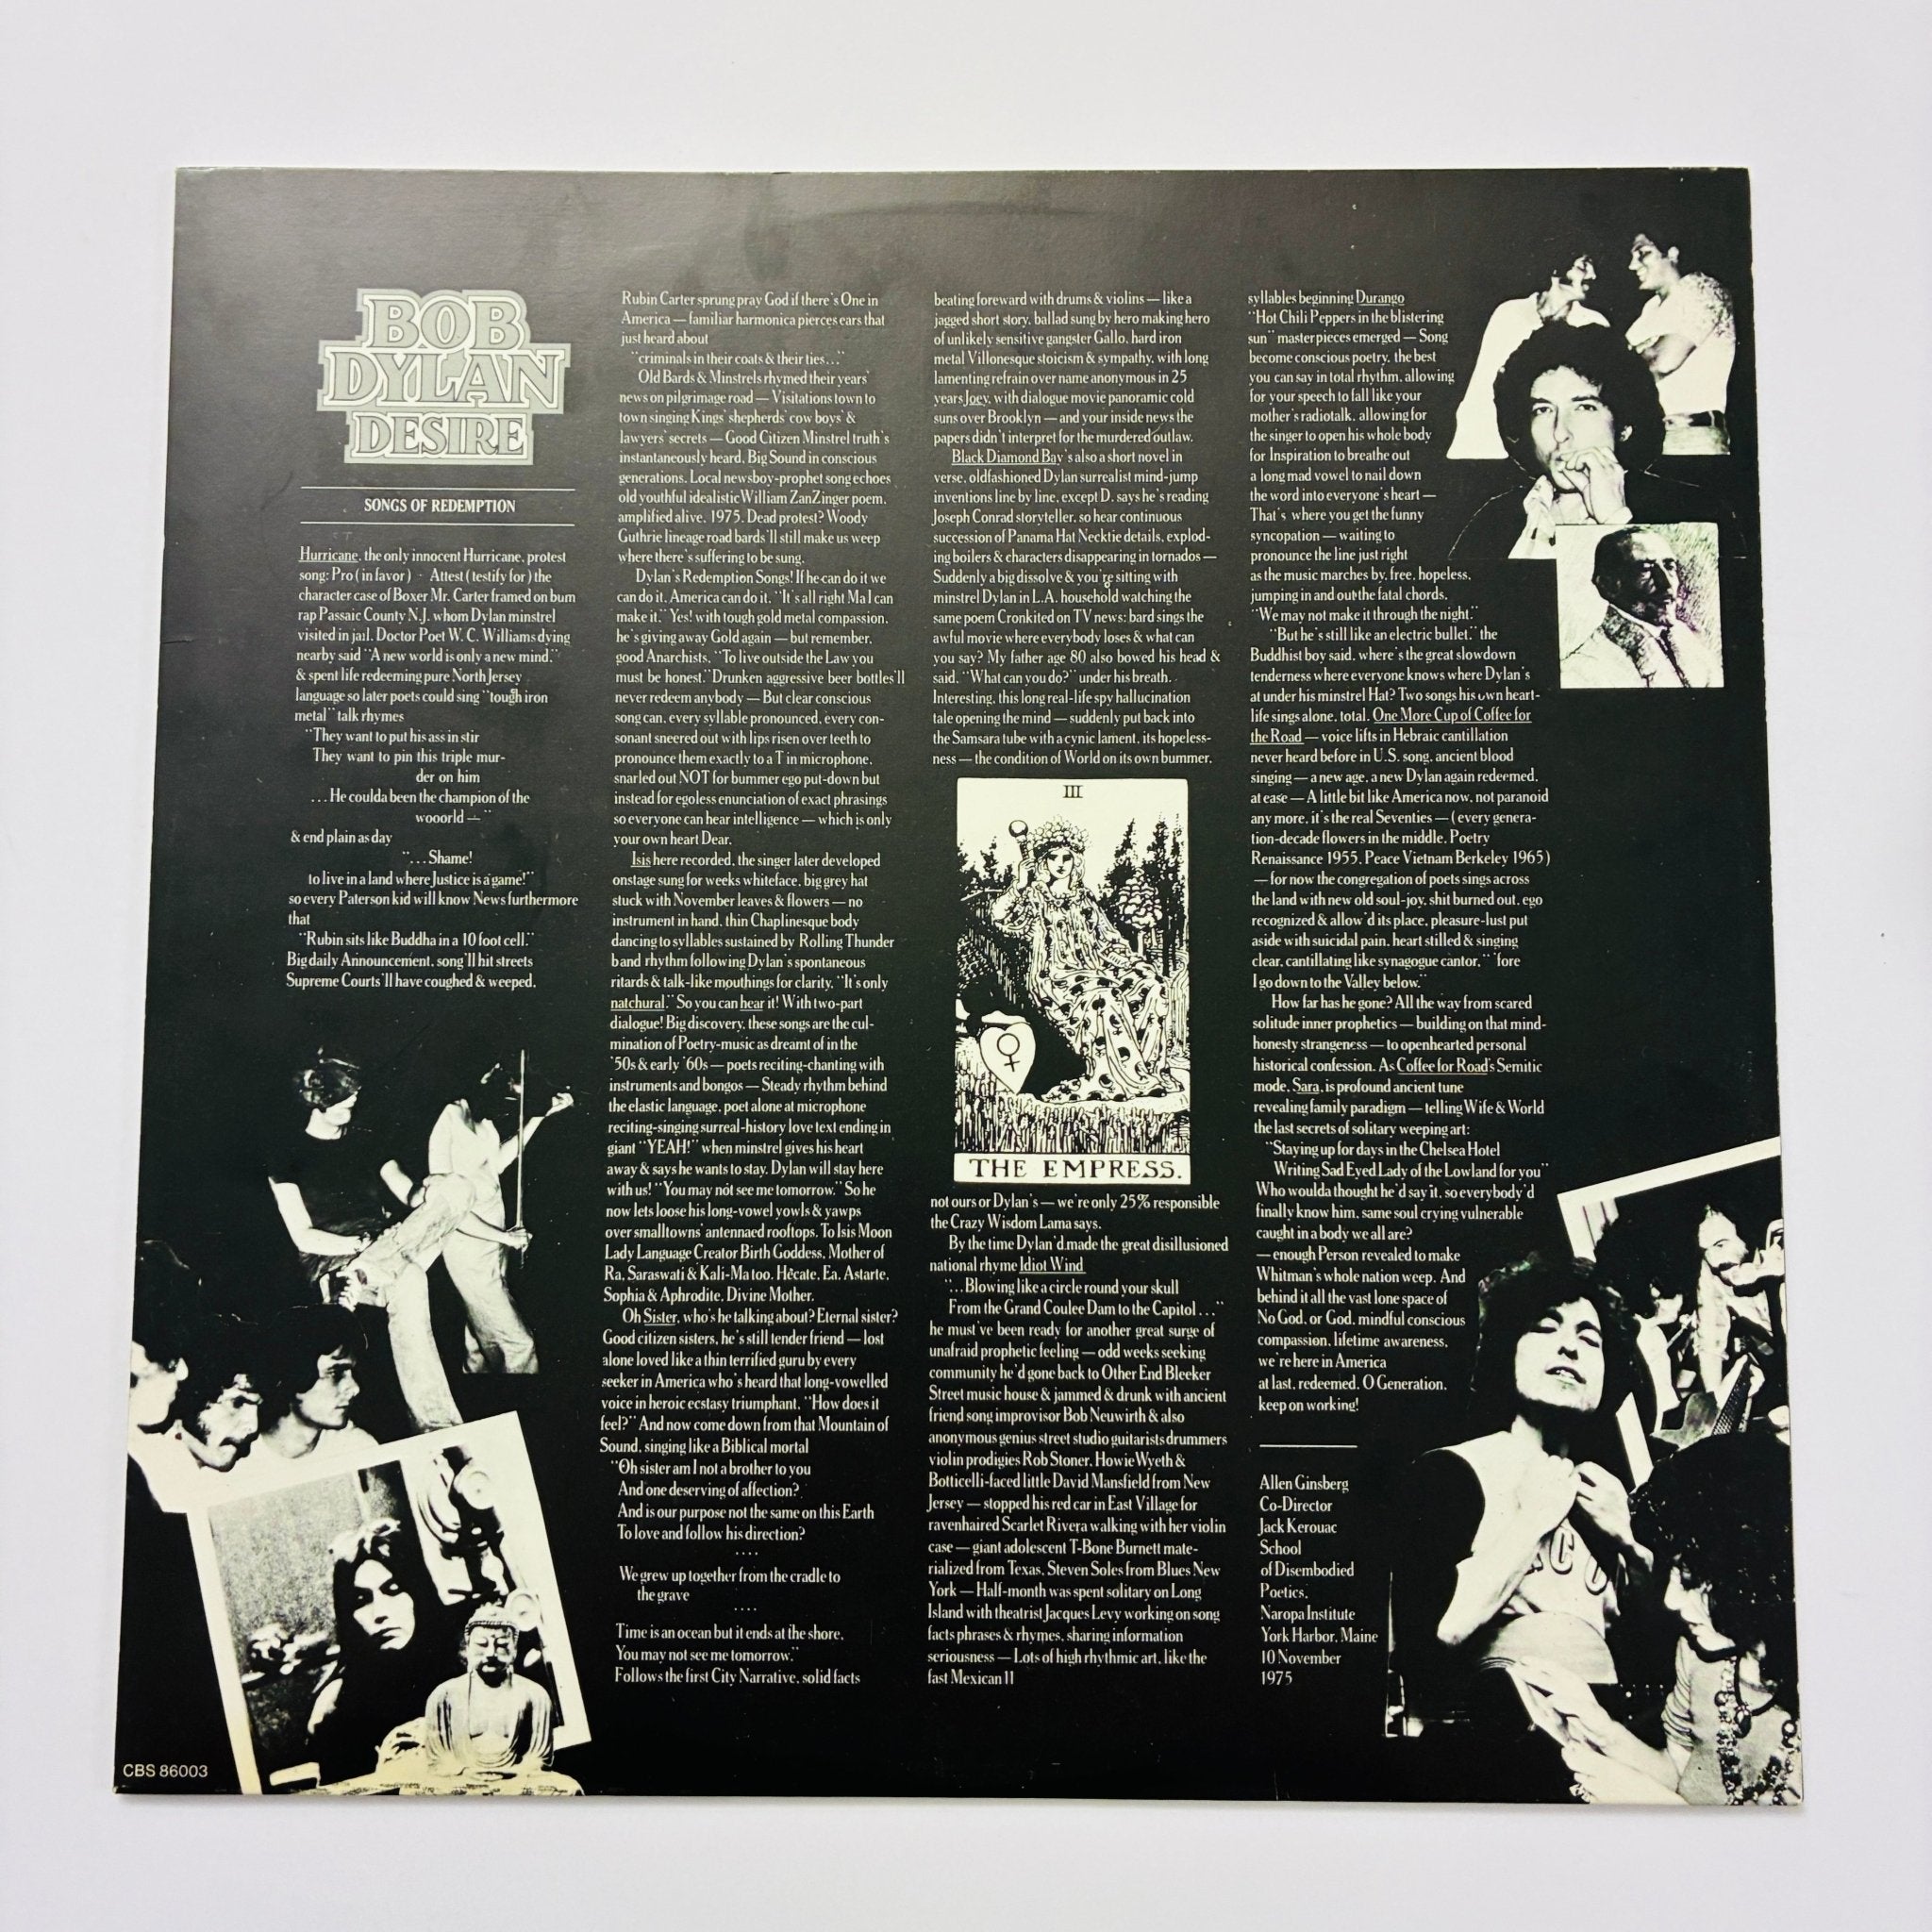 BOB
DYLAN
DESIRE
SONGS OF REDEMPTION
Hurricane, the only innocent Hurricane, protest
song: Pro (in favor) - Attest (testify for) the
character case of Boxer Mr. Carter framed on bum
rap Passaic County N.J. whom Dylan minstrel
visited in jail. Doctor Poet W. C. Williams dying
nearby said "A new world is only a new mind."
& spent life redeeming pure North Jersey
language so later poets could sing "tough iron
metal" talk rhymes
"They want to put his ass in stir
They want to pin this triple mur-
der on him
...He coulda been the champion of the
wooorld —"
& end plain as day
"...Shame!
to live in a land where Justice is a game!"
so every Paterson kid will know News furthermore
that
"Rubin sits like Buddha in a 10 foot cell."
Big daily Announcement, song'll hit streets
Supreme Courts'll have coughed & weeped,
Rubin Carter sprung pray God if there's One in
America — familiar harmonica pierces ears that
just heard about
"criminals in their coats & their ties..."
Old Bards & Minstrels rhymed their years'
news on pilgrimage road — Visitations town to
town singing Kings' shepherds' cow boys' &
lawyers' secrets — Good Citizen Minstrel truth's
instantaneously heard, Big Sound in conscious
generations. Local newsboy-prophet song echoes
old youthful idealistic William ZanZinger poem,
amplified alive, 1975. Dead protest? Woody
Guthrie lineage road bards'll still make us weep
where there's suffering to be sung.
Dylan's Redemption Songs! If he can do it we
can do it. America can do it. "It's all right Ma I can
make it." Yes! with tough gold metal compassion,
he's giving away Gold again — but remember,
good Anarchists, "To live outside the Law you
must be honest." Drunken aggressive beer bottles'll
never redeem anybody — But clear conscious
song can, every syllable pronounced, every con-
sonant sneered out with lips risen over teeth to
pronounce them exactly to a T in microphone,
snarled out NOT for bummer ego put-down but
instead for egoless enunciation of exact phrasings
so everyone can hear intelligence — which is only
your own heart Dear.
Isis here recorded, the singer later developed
onstage sung for weeks whiteface, big grey hat
stuck with November leaves & flowers — no
instrument in hand, thin Chaplinesque body
dancing to syllables sustained by Rolling Thunder
band rhythm following Dylan's spontaneous
ritards & talk-like mouthings for clarity. "It's only
natchural." So you can hear it! With two-part
dialogue! Big discovery, these songs are the cul-
mination of Poetry-music as dreamt of in the
'50s & early '60s — poets reciting-chanting with
instruments and bongos — Steady rhythm behind
the elastic language, poet alone at microphone
reciting-singing surreal-history love text ending in
giant "YEAH!" when minstrel gives his heart
away & says he wants to stay. Dylan will stay here
with us! "You may not see me tomorrow." So he
now lets loose his long-vowel yowls & yawps
over smalltowns' antennaed rooftops. To Isis Moon
Lady Language Creator Birth Goddess, Mother of
Ra, Saraswati & Kali-Ma too, Hecate, Ea, Astarte,
Sophia & Aphrodite, Divine Mother.
Oh Sister, who's he talking about? Eternal sister?
Good citizen sisters, he's still tender friend — lost
alone loved like a thin terrified guru by every
seeker in America who's heard that long-vowelled
voice in heroic ecstasy triumphant, "How does it
feel?" And now come down from that Mountain of
Sound, singing like a Biblical mortal
"Oh sister am I not a brother to you
And one deserving of affection?
And is our purpose not the same on this Earth
To love and follow his direction?
....
We grew up together from the cradle to
the grave
....
Time is an ocean but it ends at the shore,
You may not see me tomorrow."
Follows the first City Narrative, solid facts
beating foreward with drums & violins — like a
jagged short story, ballad sung by hero making hero
of unlikely sensitive gangster Gallo, hard iron
metal Villonesque stoicism & sympathy, with long
lamenting refrain over name anonymous in 25
years Joey, with dialogue movie panoramic cold
suns over Brooklyn — and your inside news the
papers didn't interpret for the murdered outlaw.
Black Diamond Bay's also a short novel in
verse, oldfashioned Dylan surrealist mind-jump
inventions line by line, except D. says he's reading
Joseph Conrad storyteller, so hear continuous
succession of Panama Hat Necktie details, explod-
ing boilers & characters disappearing in tornados —
Suddenly a big dissolve & you're sitting with
minstrel Dylan in L.A. household watching the
same poem Cronkited on TV news: bard sings the
awful movie where everybody loses & what can
you say? My father age 80 also bowed his head &
said, "What can you do?" under his breath.
Interesting, this long real-life spy hallucination
tale opening the mind — suddenly put back into
the Samsara tube with a cynic lament, its hopeless-
ness — the condition of World on its own bummer,
III
THE EMPRESS.
not ours or Dylan's — we're only 25% responsible
the Crazy Wisdom Lama says.
By the time Dylan'd made the great disillusioned
national rhyme Idiot Wind
"...Blowing like a circle round your skull
From the Grand Coulee Dam to the Capitol..."
he must've been ready for another great surge of
unafraid prophetic feeling — odd weeks seeking
community he'd gone back to Other End Bleeker
Street music house & jammed & drunk with ancient
friend song improvisor Bob Neuwirth & also
anonymous genius street studio guitarists drummers
violin prodigies Rob Stoner, Howie Wyeth &
Botticelli-faced little David Mansfield from New
Jersey — stopped his red car in East Village for
ravenhaired Scarlet Rivera walking with her violin
case — giant adolescent T-Bone Burnett mate-
rialized from Texas, Steven Soles from Blues New
York — Half-month was spent solitary on Long
Island with theatrist Jacques Levy working on song
facts phrases & rhymes, sharing information
seriousness — Lots of high rhythmic art, like the
fast Mexican 11
syllables beginning Durango
"Hot Chili Peppers in the blistering
sun" masterpieces emerged — Song
become conscious poetry, the best
you can say in total rhythm, allowing
for your speech to fall like your
mother's radiotalk, allowing for
the singer to open his whole body
for Inspiration to breathe out
a long mad vowel to nail down
the word into everyone's heart —
That's where you get the funny
syncopation — waiting to
pronounce the line just right
as the music marches by, free, hopeless,
jumping in and out the fatal chords,
"We may not make it through the night."
"But he's still like an electric bullet," the
Buddhist boy said, where's the great slowdown
tenderness where everyone knows where Dylan's
at under his minstrel Hat? Two songs his own heart-
life sings alone, total. One More Cup of Coffee for
the Road — voice lifts in Hebraic cantillation
never heard before in U.S. song, ancient blood
singing — a new age, a new Dylan again redeemed,
at ease — A little bit like America now, not paranoid
any more, it's the real Seventies — (every genera-
tion-decade flowers in the middle, Poetry
Renaissance 1955, Peace Vietnam Berkeley 1965)
— for now the congregation of poets sings across
the land with new old soul-joy, shit burned out, ego
recognized & allow'd its place, pleasure-lust put
aside with suicidal pain, heart stilled & singing
clear, cantillating like synagogue cantor, "'fore
I go down to the Valley below."
How far has he gone? All the way from scared
solitude inner prophetics — building on that mind-
honesty strangeness — to openhearted personal
historical confession. As Coffee for Road's Semitic
mode, Sara, is profound ancient tune
revealing family paradigm — telling Wife & World
the last secrets of solitary weeping art:
"Staying up for days in the Chelsea Hotel
Writing Sad Eyed Lady of the Lowland for you"
Who woulda thought he'd say it, so everybody'd
finally know him, same soul crying vulnerable
caught in a body we all are?
— enough Person revealed to make
Whitman's whole nation weep. And
behind it all the vast lone space of
No God, or God, mindful conscious
compassion, lifetime awareness,
we're here in America
at last, redeemed. O Generation,
keep on working!
Allen Ginsberg
Co-Director
Jack Kerouac
School
of Disembodied
Poetics,
Naropa Institute
York Harbor, Maine
10 November
1975
CBS 86003